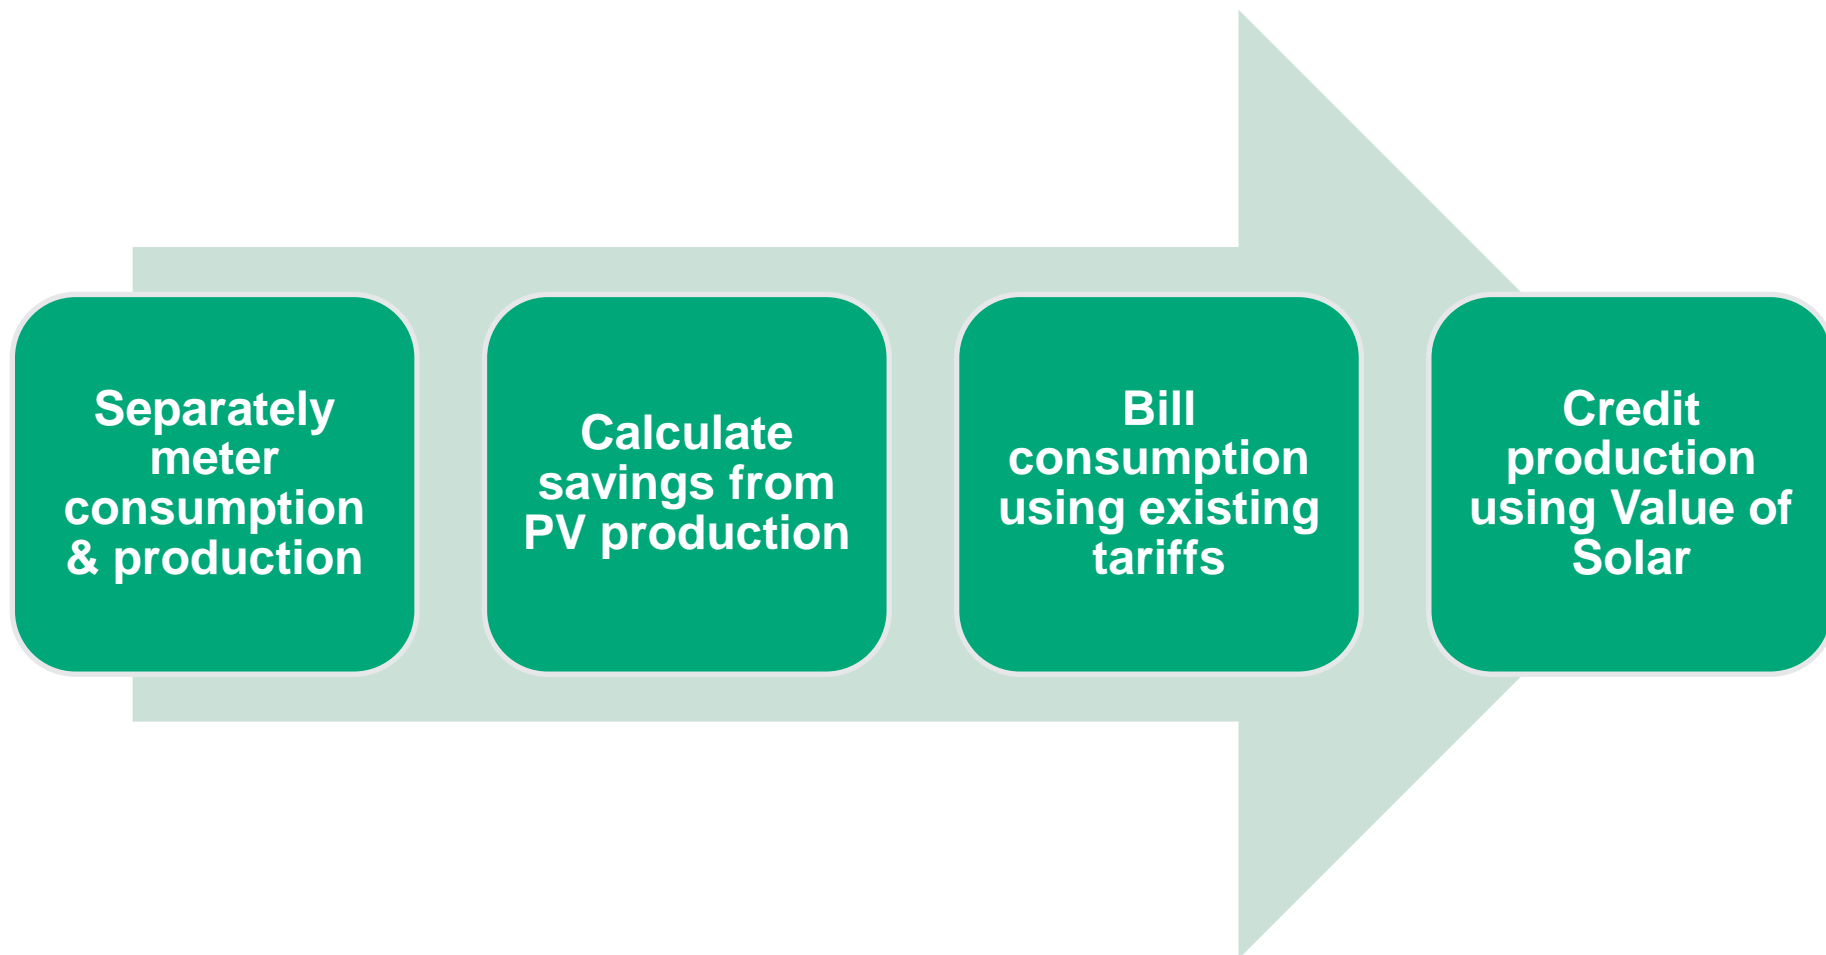 Separately
meter
consumption
& production
Calculate
savings from
PV production
Bill
consumption
using existing
tariffs
Credit
production
using Value of
Solar